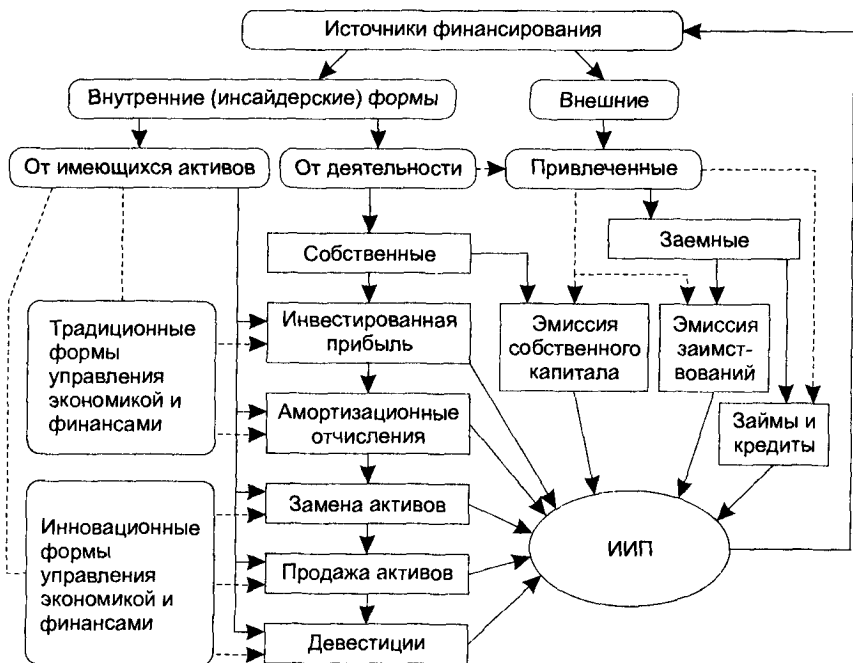 Источники финансирования
Внутренние (инсайдерские) формы
Внешние
От имеющихся активов
От деятельности
Привлеченные
Собственные
Заемные
Традиционные
формы
управления
экономикой и
финансами
Инвестированная
прибыль
Эмиссия
собственного
капитала
Эмиссия
заимст-
вований
Амортизационные
отчисления
Займы и
кредиты
Замена активов
Инновационные
формы
управления
экономикой и
финансами
ИИП
Продажа активов
Девестиции